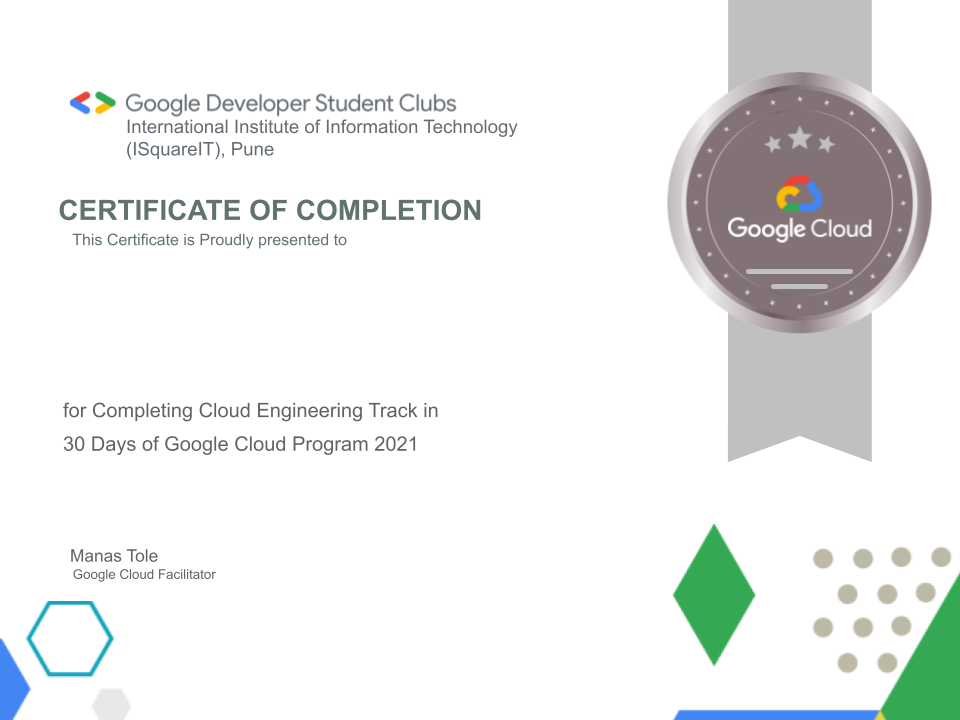 Google Developer Student Clubs
International Institute of Information Technology
(ISquareIT), Pune
CERTIFICATE OF COMPLETION
This Certificate is Proudly presented to
Google Cloud
for Completing Cloud Engineering Track in
30 Days of Google Cloud Program 2021
Manas Tole
Google Cloud Facilitator